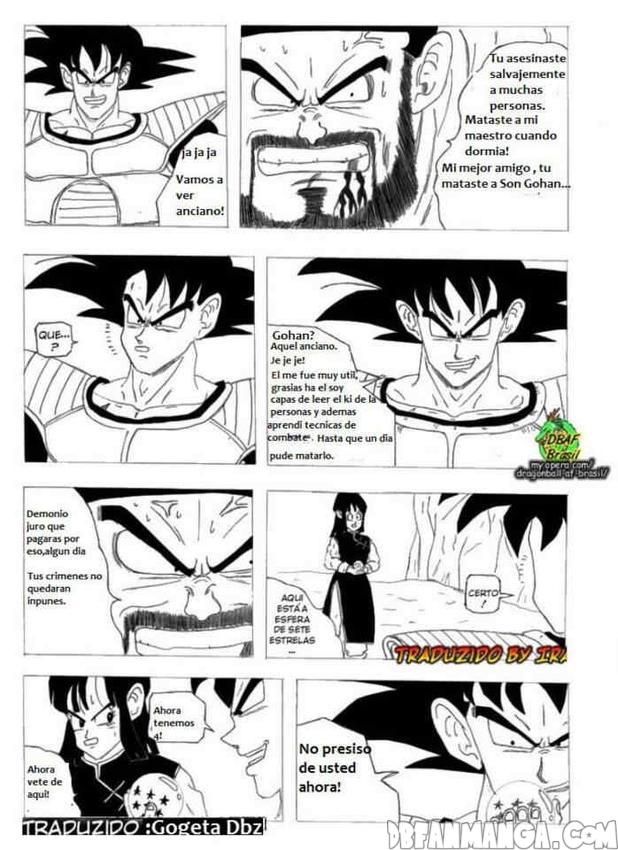 ja ja ja
Vamos a
ver
anciano!
Tu asesinaste
salvajemente
a muchas
personas.
Mataste a mi
maestro cuando
dormia!
Mi mejor amigo , tu
mataste a Son Gohan...
QUE...
?
Gohan?
Aquel anciano.
Je je je!
El me fue muy util,
grasias ha el soy
capas de leer el ki de la
personas y ademas
aprendi tecnicas de
combate. Hasta que un dia
pude matarlo.
DBAF
Brasil
my.opera.com/
dragonball-af-brasil/
Demonio
juro que
pagaras por
eso,algun dia
Tus crimenes no
quedaran
inpunes.
AQUI
ESTÁ A
ESFERA
DE SETE
ESTRELAS
...
CERTO
!
TRADUZIDO BY IRA
Ahora
tenemos
4!
Ahora
vete de
aqui!
No presiso
de usted
ahora!
TRADUZIDO :Gogeta Dbz
DBFANMANGA.COM